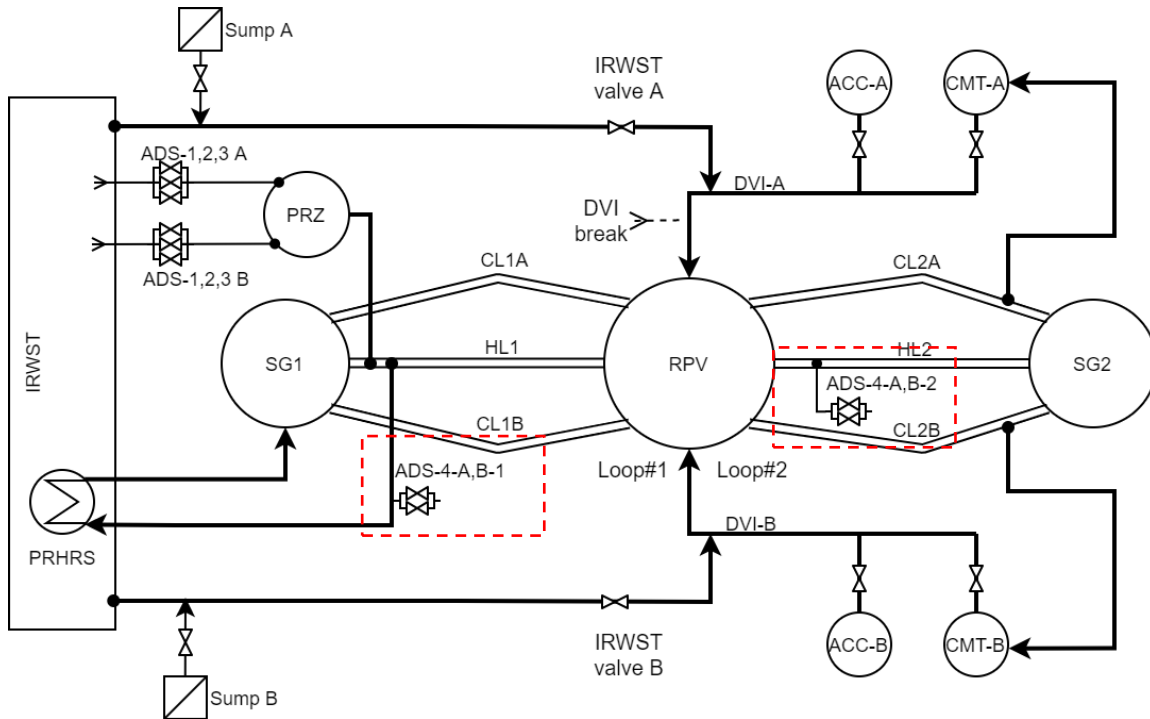 Sump A
IRWST
valve A
ACC-A
CMT-A
ADS-1,2,3 A
PRZ
DVI-A
DVI
break
ADS-1,2,3 B
CL1A
CL2A
IRWST
SG1
HL1
RPV
HL2
SG2
ADS-4-A,B-2
CL1B
CL2B
ADS-4-A,B-1
Loop#1
Loop#2
PRHRS
DVI-B
IRWST
valve B
ACC-B
CMT-B
Sump B